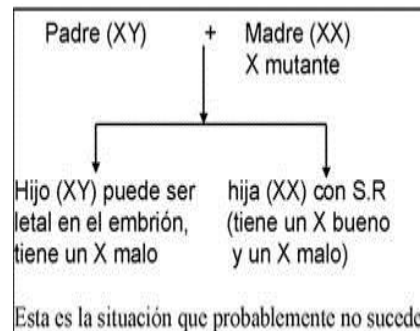 Padre (XY) + Madre (XX)
X mutante
Hijo (XY) puede ser hija (XX) con S.R
letal en el embrión, (tiene un X bueno
tiene un X malo y un X malo)
Esta es la situación que probablemente no sucede